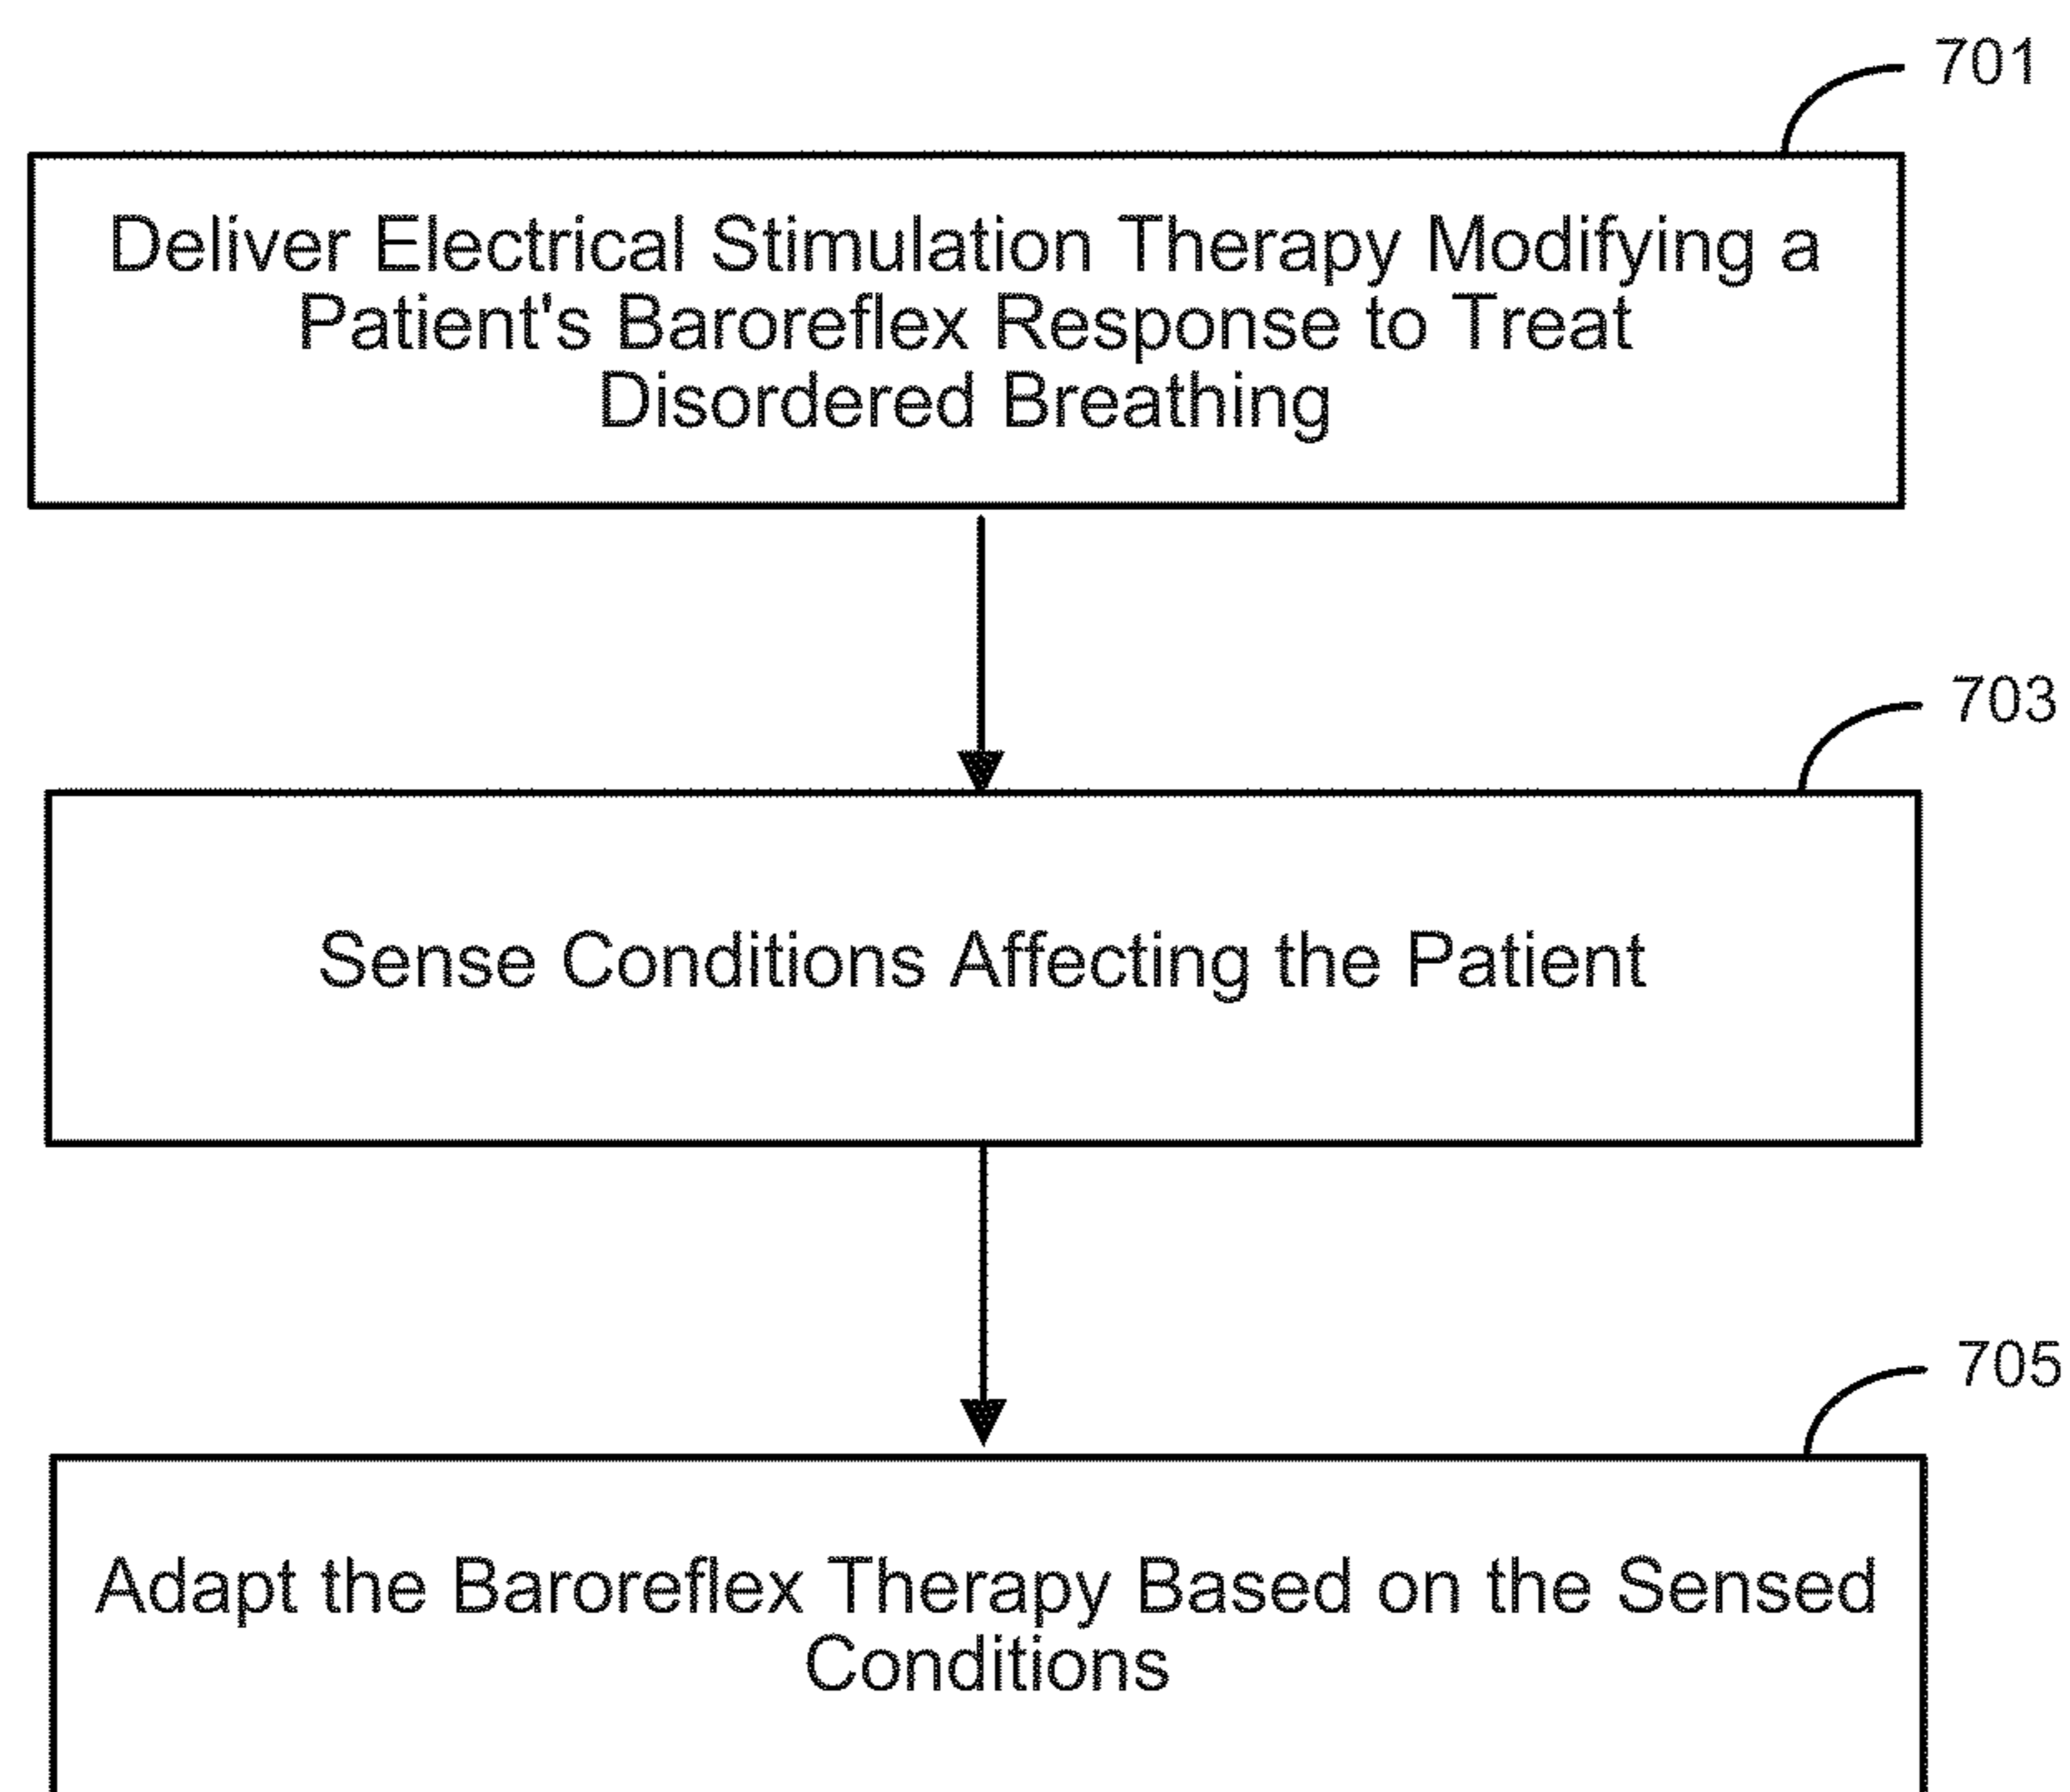 701
Deliver Electrical Stimulation Therapy Modifying a
Patient's Baroreflex Response to Treat
Disordered Breathing
703
Sense Conditions Affecting the Patient
705
Adapt the Baroreflex Therapy Based on the Sensed
Conditions